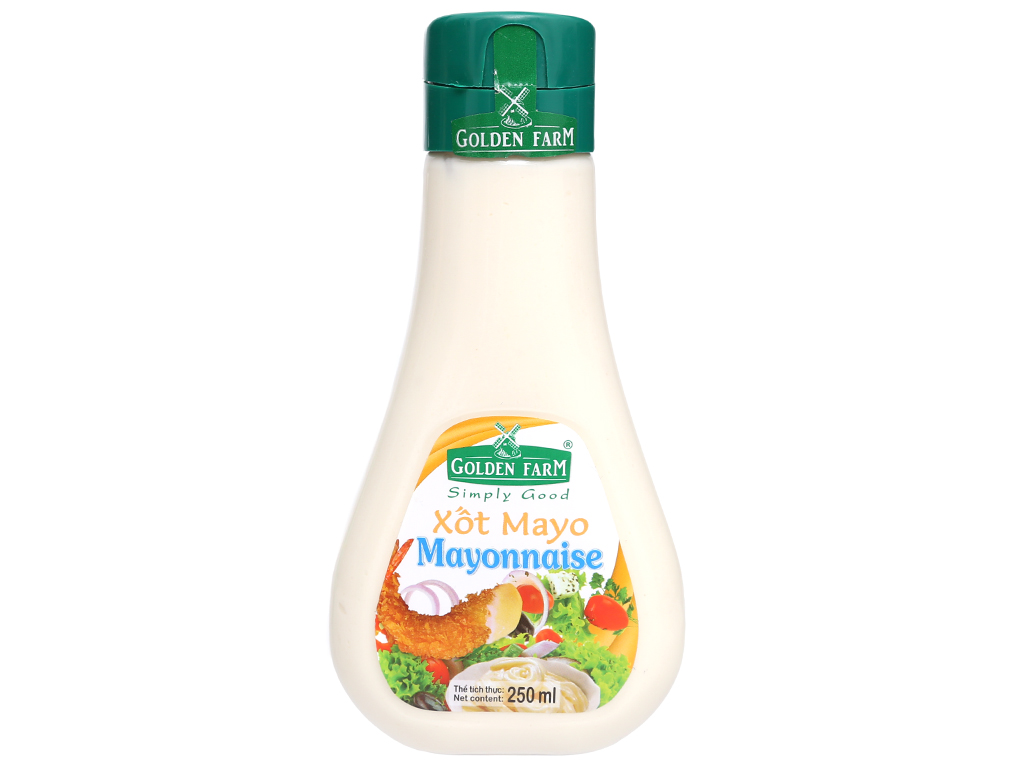 GOLDEN FARM
GOLDEN FARM ®
Simply Good
Xốt Mayo
Mayonnaise
Thể tích thực:
Net content: 250 ml